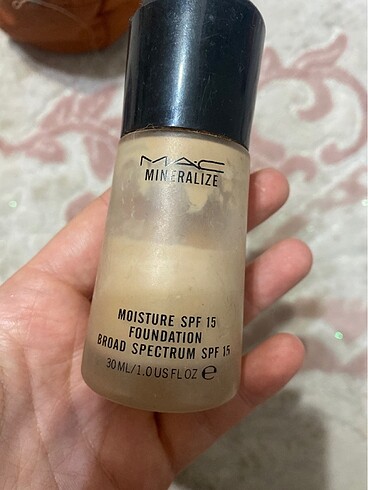 MAC
MINERALIZE
MOISTURE SPF 15
FOUNDATION
BROAD SPECTRUM SPF 15
30 ML/1.0 US FL OZ ℮